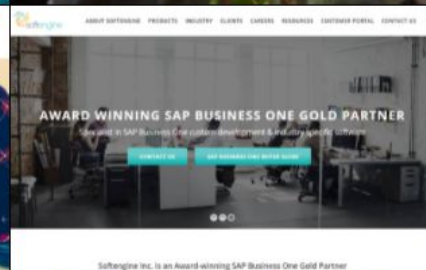 softengine
ABOUT SOFTENGINE PRODUCTS INDUSTRY CLIENTS CAREERS RESOURCES CUSTOMER PORTAL CONTACT US
AWARD WINNING SAP BUSINESS ONE GOLD PARTNER
Specialist in SAP Business One custom development & industry specific software
CONTACT US
SAP BUSINESS ONE BUYER GUIDE
Softengine Inc. is an Award-winning SAP Business One Gold Partner